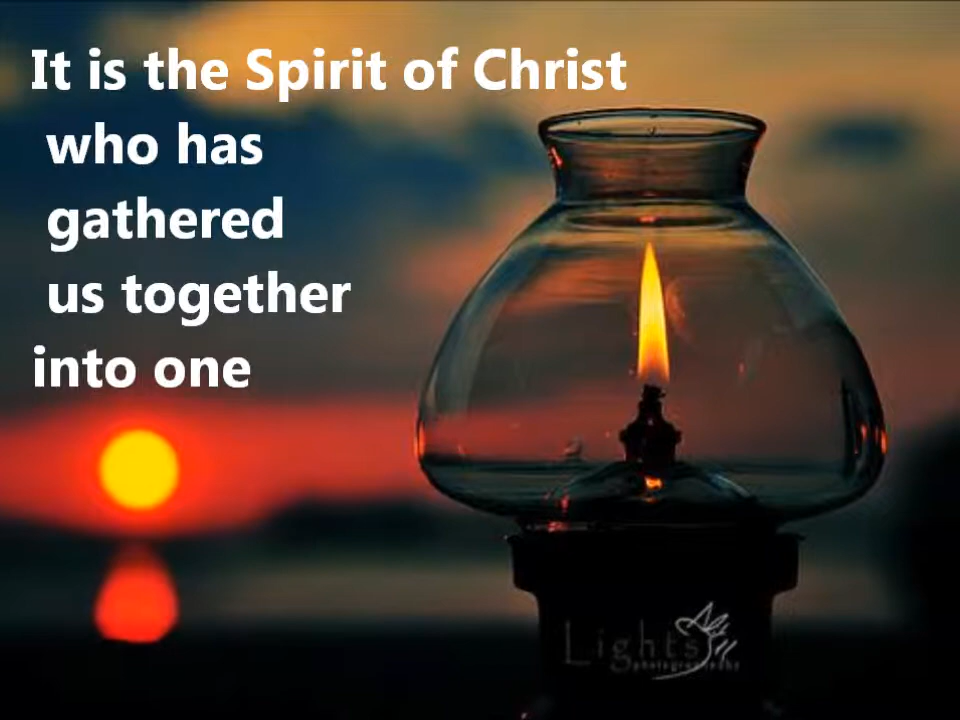 It is the Spirit of Christ
who has
gathered
us together
into one
Lights
photography